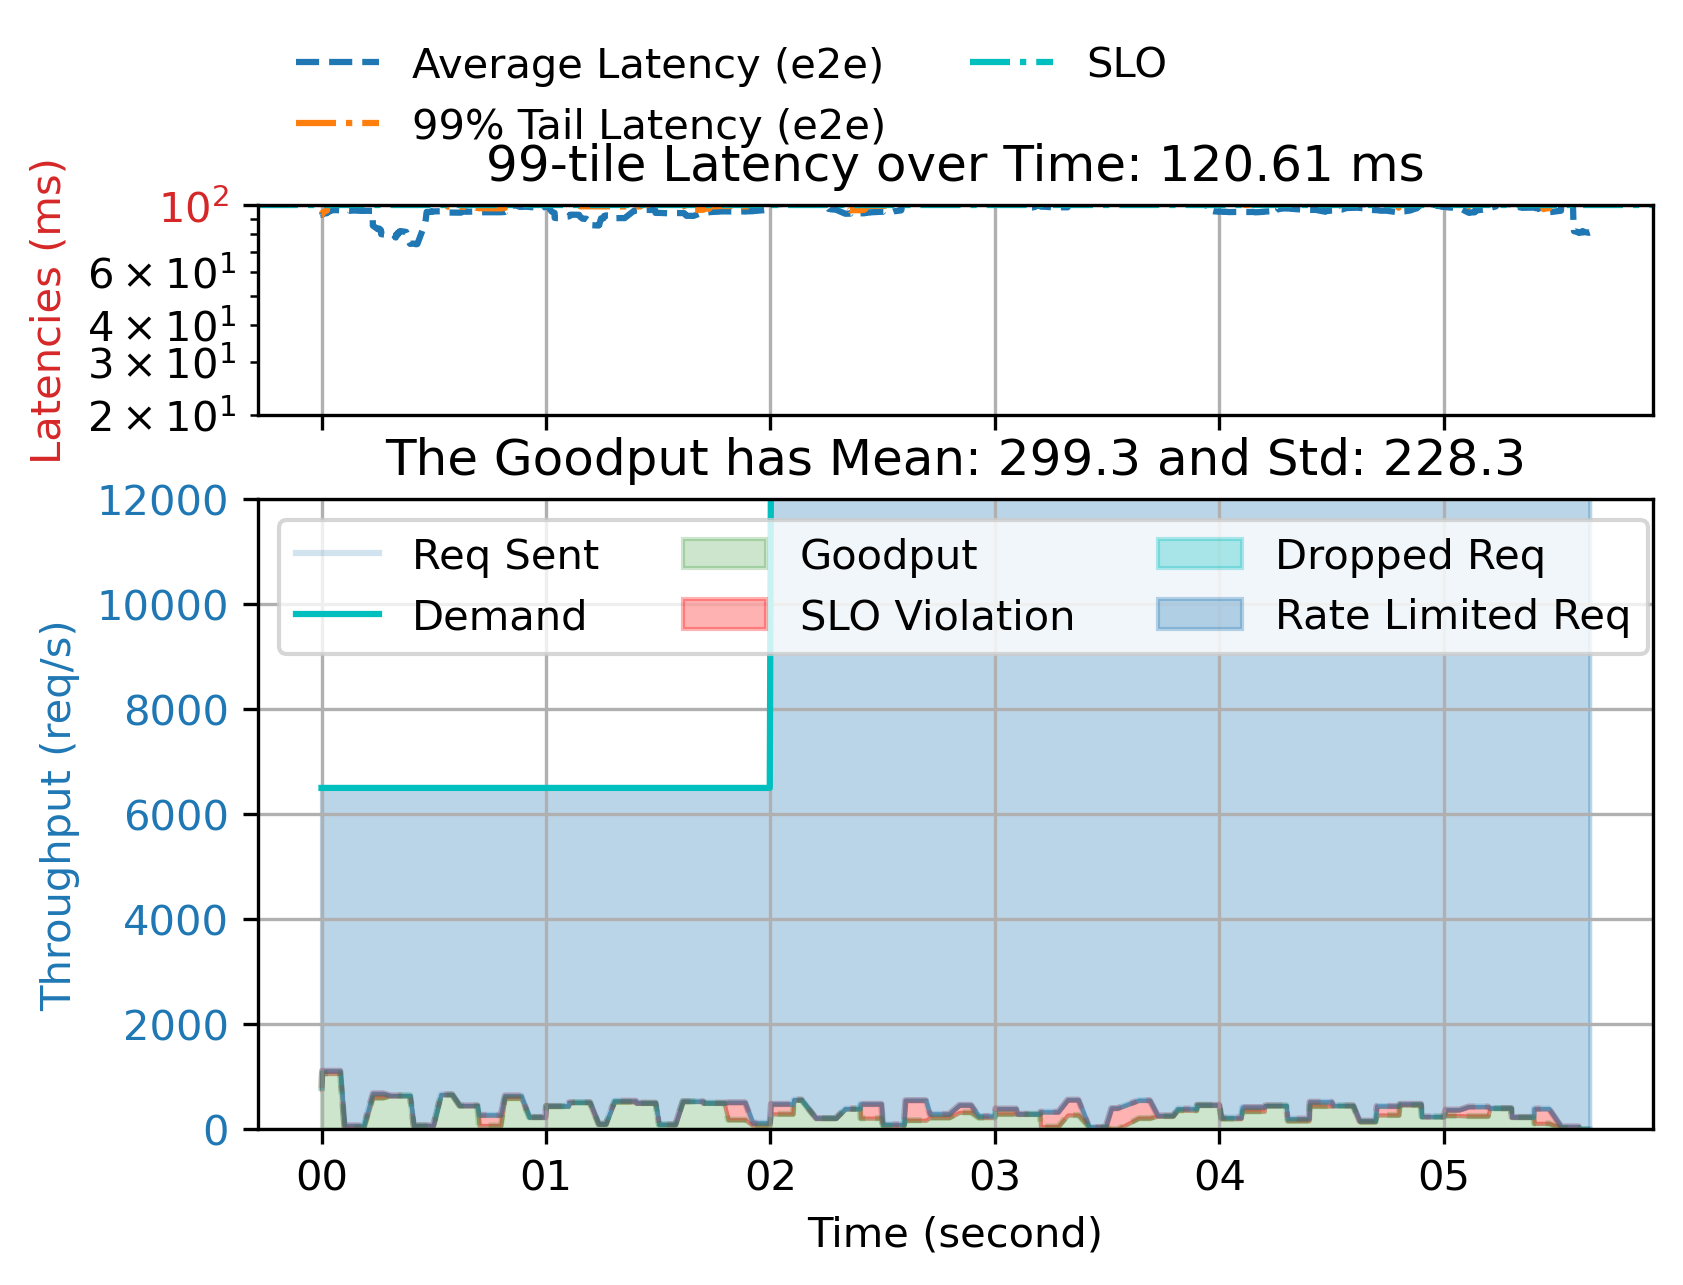 Average Latency (e2e) SLO
99% Tail Latency (e2e)
99-tile Latency over Time: 120.61 ms
Latencies (ms)
10²
6 × 10¹
4 × 10¹
3 × 10¹
2 × 10¹
The Goodput has Mean: 299.3 and Std: 228.3
Throughput (req/s)
12000
10000
8000
6000
4000
2000
0
Req Sent Goodput Dropped Req
Demand SLO Violation Rate Limited Req
00 01 02 03 04 05
Time (second)